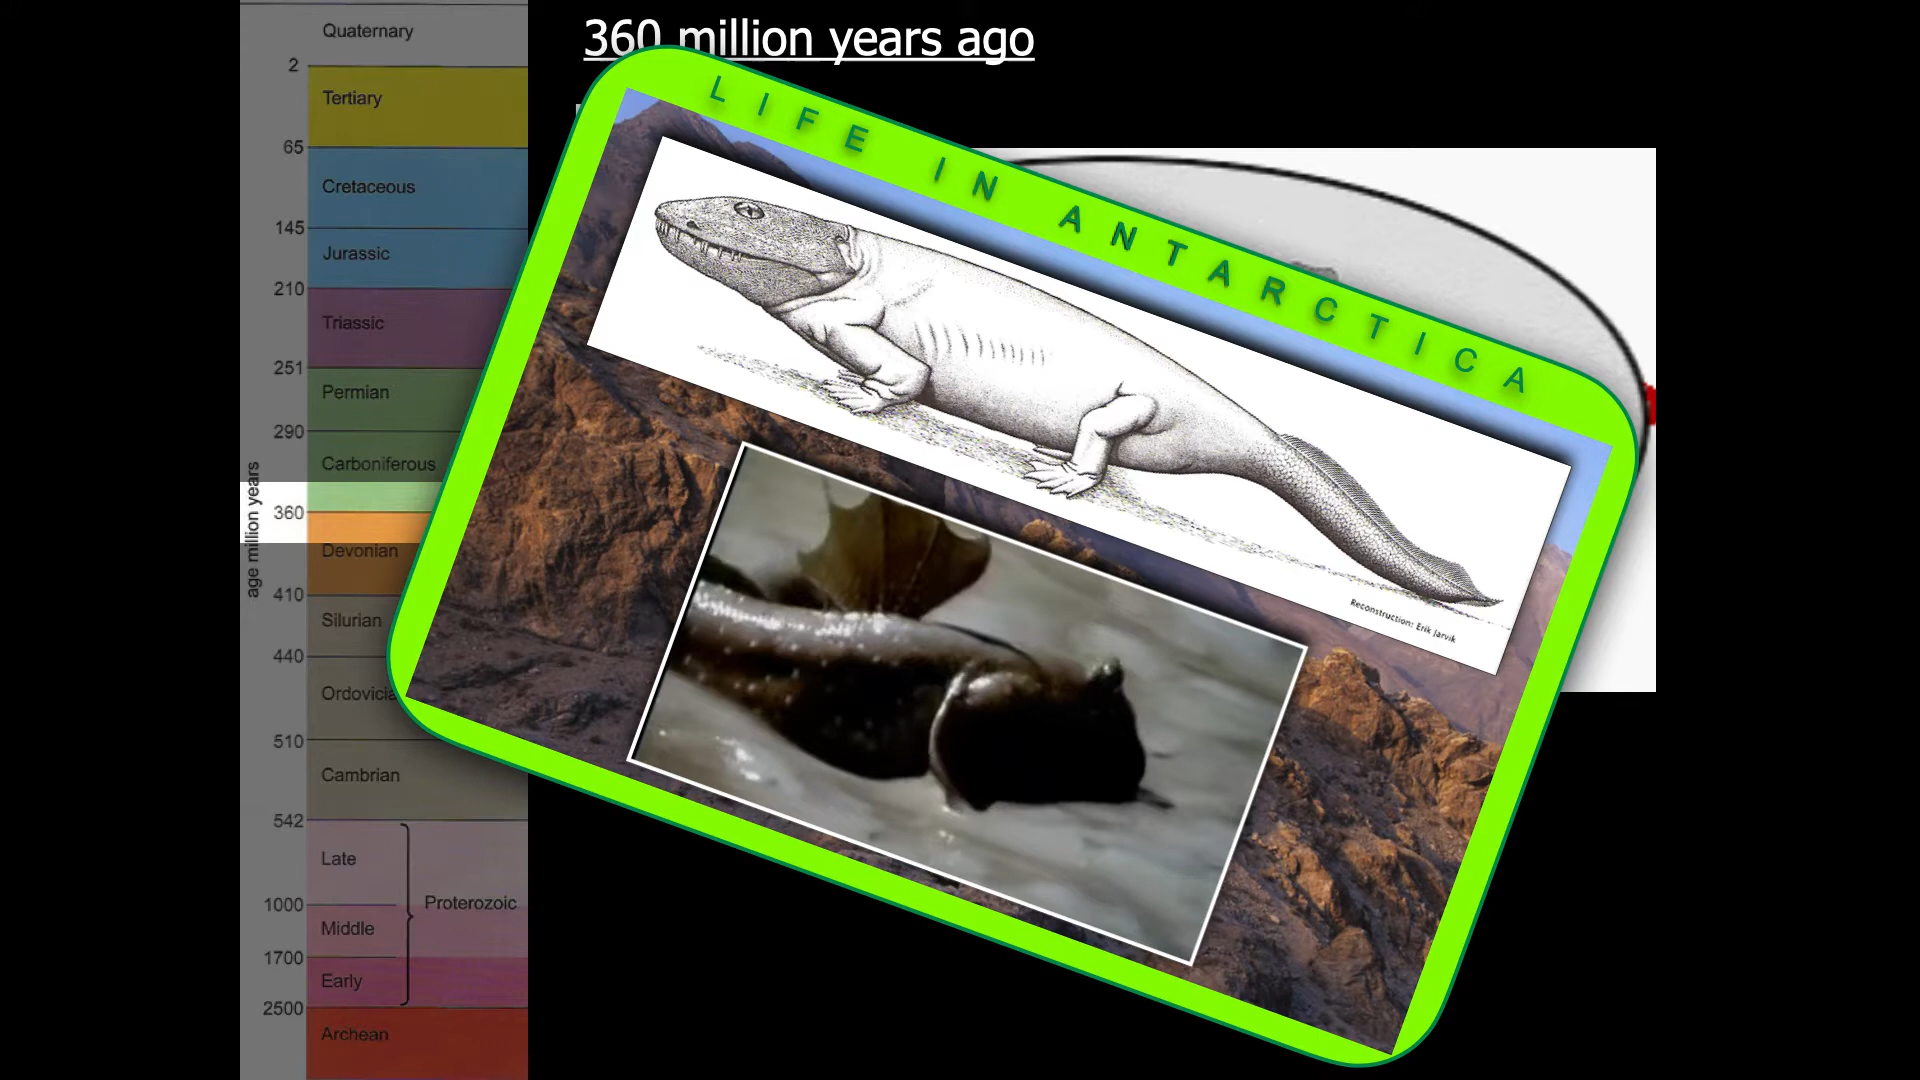 360 million years ago
LIFE IN ANTARCTICA
Reconstruction: Erik Jarvik
age million years
Quaternary
2
Tertiary
65
Cretaceous
145
Jurassic
210
Triassic
251
Permian
290
Carboniferous
360
Devonian
410
Silurian
440
Ordovicia
510
Cambrian
542
Late
1000
Proterozoic
Middle
1700
Early
2500
Archean